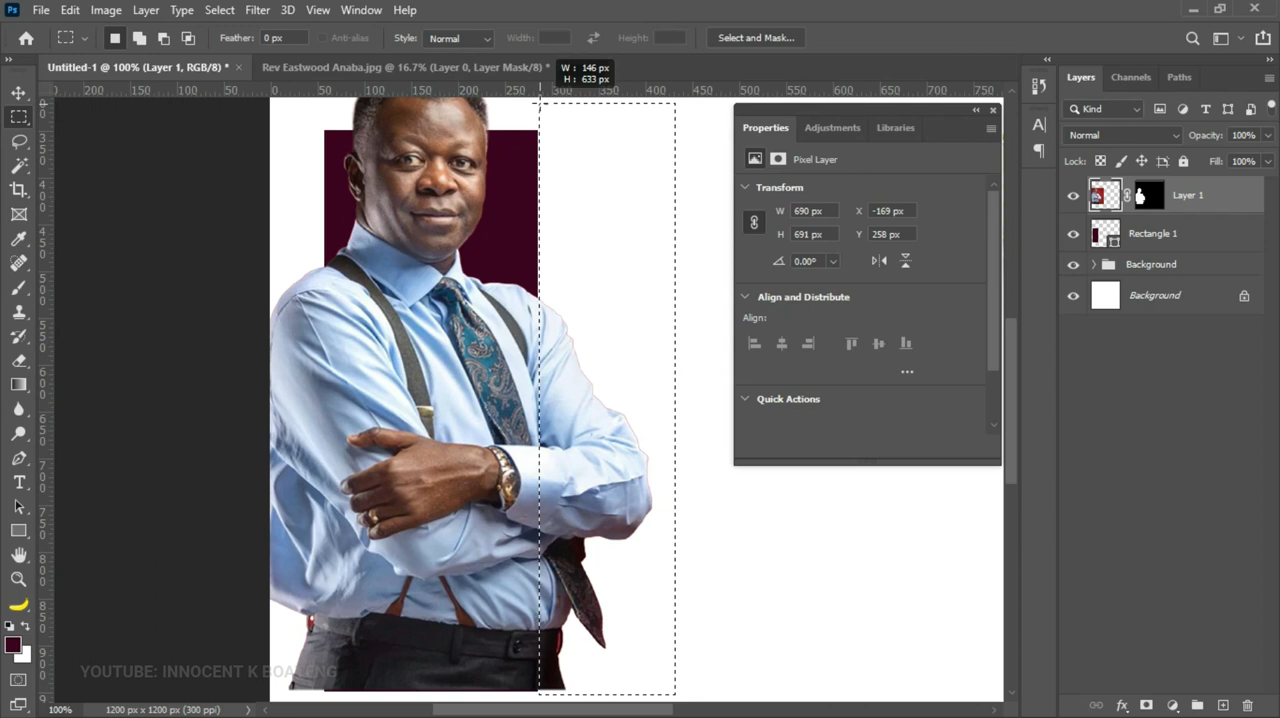 Ps File Edit Image Layer Type Select Filter 3D View Window Help
Feather: 0 px Anti-alias Style: Normal Width: Height: Select and Mask...
Untitled-1 @ 100% (Layer 1, RGB/8) * × Rev Eastwood Anaba.jpg @ 16.7% (Layer 0, Layer Mask/8) *
W : 146 px
H : 633 px
200 150 100 50 0 50 100 150 200 250 300 350 400 450 500 550 600 650 700 750
Properties Adjustments Libraries
Pixel Layer
Transform
W 690 px X -169 px
H 691 px Y 258 px
0.00°
Align and Distribute
Align:
Quick Actions
Layers Channels Paths
Kind
Normal Opacity: 100%
Lock: Fill: 100%
Layer 1
Rectangle 1
Background
Background
YOUTUBE: INNOCENT K BOATENG
100% 1200 px x 1200 px (300 ppi)